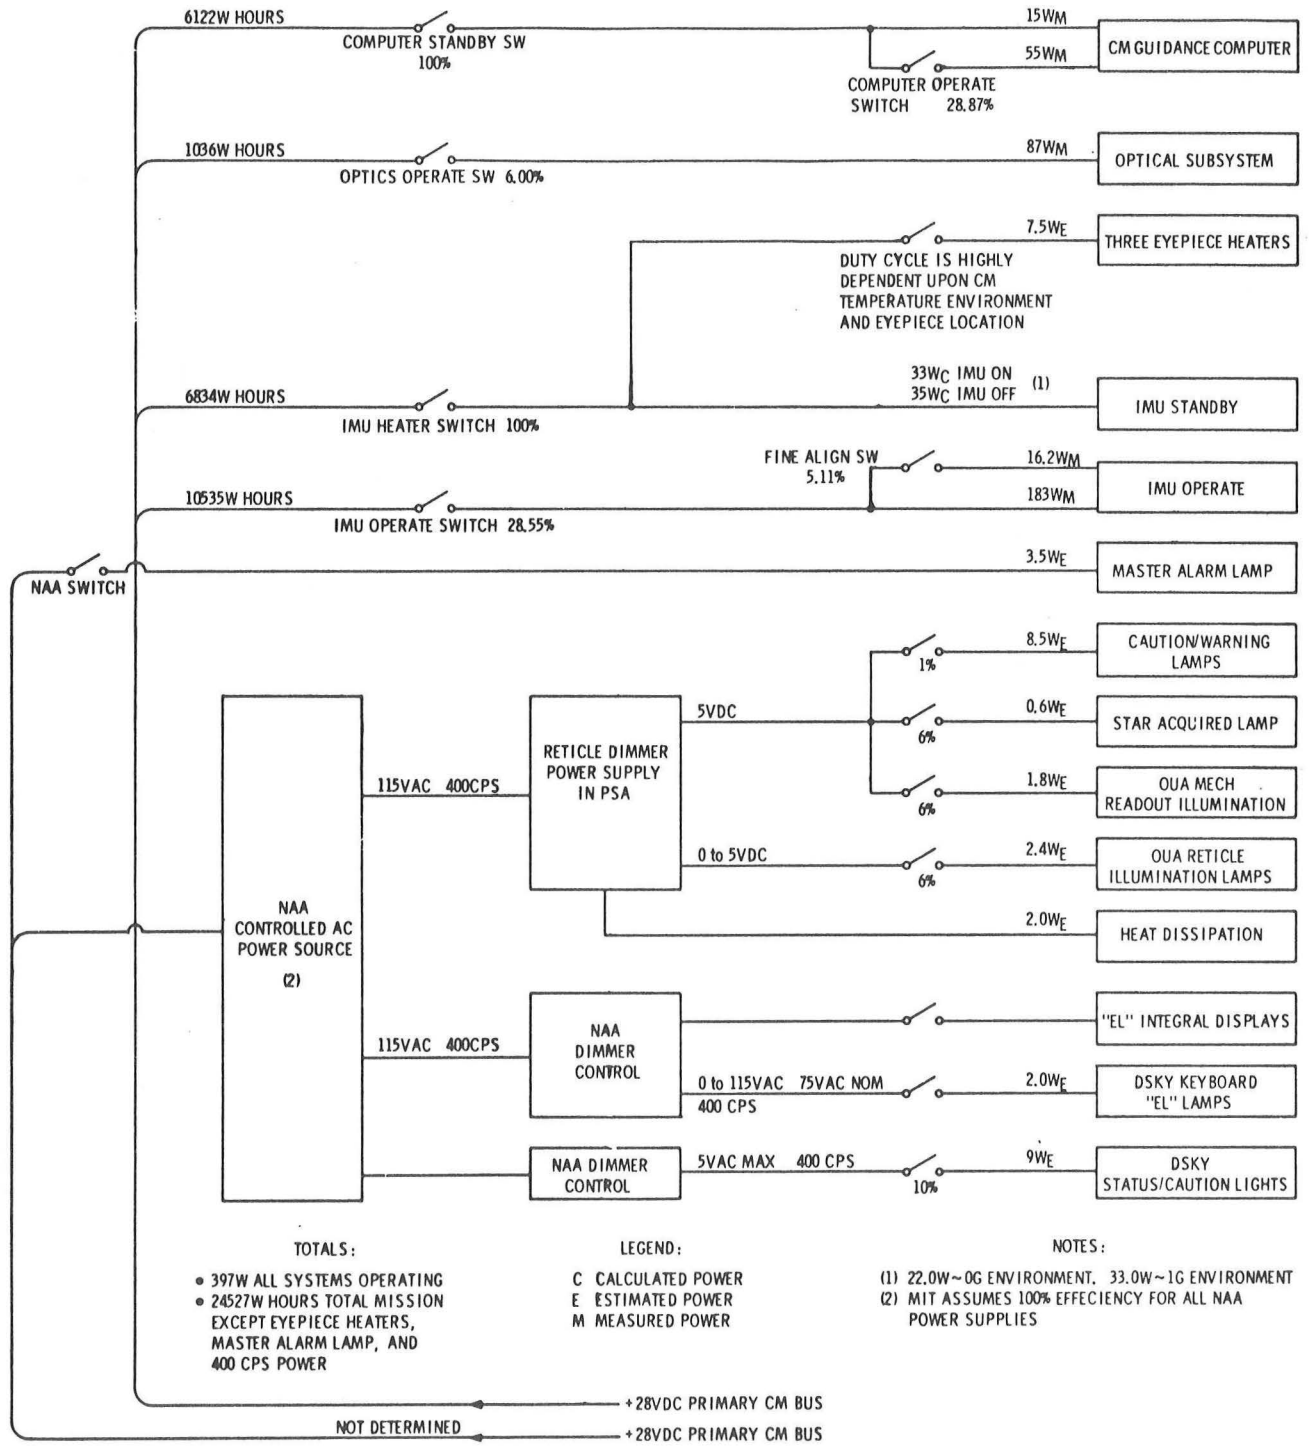 6122W HOURS
COMPUTER STANDBY SW
100%
15WM
55WM
CM GUIDANCE COMPUTER
COMPUTER OPERATE
SWITCH 28.87%
1036W HOURS
OPTICS OPERATE SW 6.00%
87WM
OPTICAL SUBSYSTEM
7.5WE
THREE EYEPIECE HEATERS
DUTY CYCLE IS HIGHLY
DEPENDENT UPON CM
TEMPERATURE ENVIRONMENT
AND EYEPIECE LOCATION
6834W HOURS
IMU HEATER SWITCH 100%
33WC IMU ON
35WC IMU OFF (1)
IMU STANDBY
FINE ALIGN SW
5.11%
16.2WM
183WM
IMU OPERATE
10535W HOURS
IMU OPERATE SWITCH 28.55%
NAA SWITCH
3.5WE
MASTER ALARM LAMP
8.5WE
1%
CAUTION/WARNING
LAMPS
5VDC
0.6WE
6%
STAR ACQUIRED LAMP
RETICLE DIMMER
POWER SUPPLY
IN PSA
115VAC 400CPS
1.8WE
6%
OUA MECH
READOUT ILLUMINATION
0 to 5VDC
2.4WE
6%
OUA RETICLE
ILLUMINATION LAMPS
NAA
CONTROLLED AC
POWER SOURCE
(2)
2.0WE
HEAT DISSIPATION
115VAC 400CPS
NAA
DIMMER
CONTROL
"EL" INTEGRAL DISPLAYS
0 to 115VAC 75VAC NOM
400 CPS
2.0WE
DSKY KEYBOARD
"EL" LAMPS
NAA DIMMER
CONTROL
5VAC MAX 400 CPS
10%
9WE
DSKY
STATUS/CAUTION LIGHTS
TOTALS:
• 397W ALL SYSTEMS OPERATING
• 24527W HOURS TOTAL MISSION
EXCEPT EYEPIECE HEATERS,
MASTER ALARM LAMP, AND
400 CPS POWER
LEGEND:
C CALCULATED POWER
E ESTIMATED POWER
M MEASURED POWER
NOTES:
(1) 22.0W~0G ENVIRONMENT. 33.0W~1G ENVIRONMENT
(2) MIT ASSUMES 100% EFFECIENCY FOR ALL NAA
POWER SUPPLIES
+28VDC PRIMARY CM BUS
NOT DETERMINED
+28VDC PRIMARY CM BUS